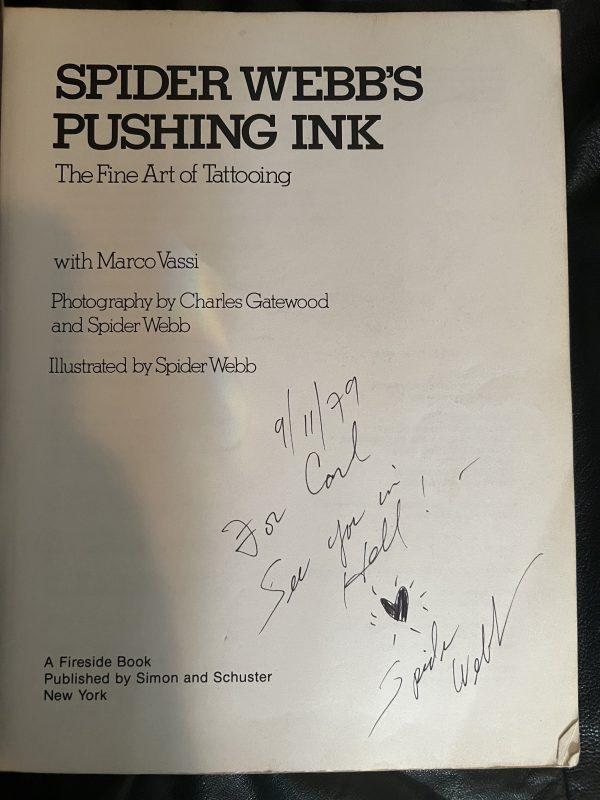 SPIDER WEBB'S
PUSHING INK
The Fine Art of Tattooing
with Marco Vassi
Photography by Charles Gatewood
and Spider Webb
Illustrated by Spider Webb
9/11/79
For Carl
See you in
Hell!
Spider
Webb
A Fireside Book
Published by Simon and Schuster
New York